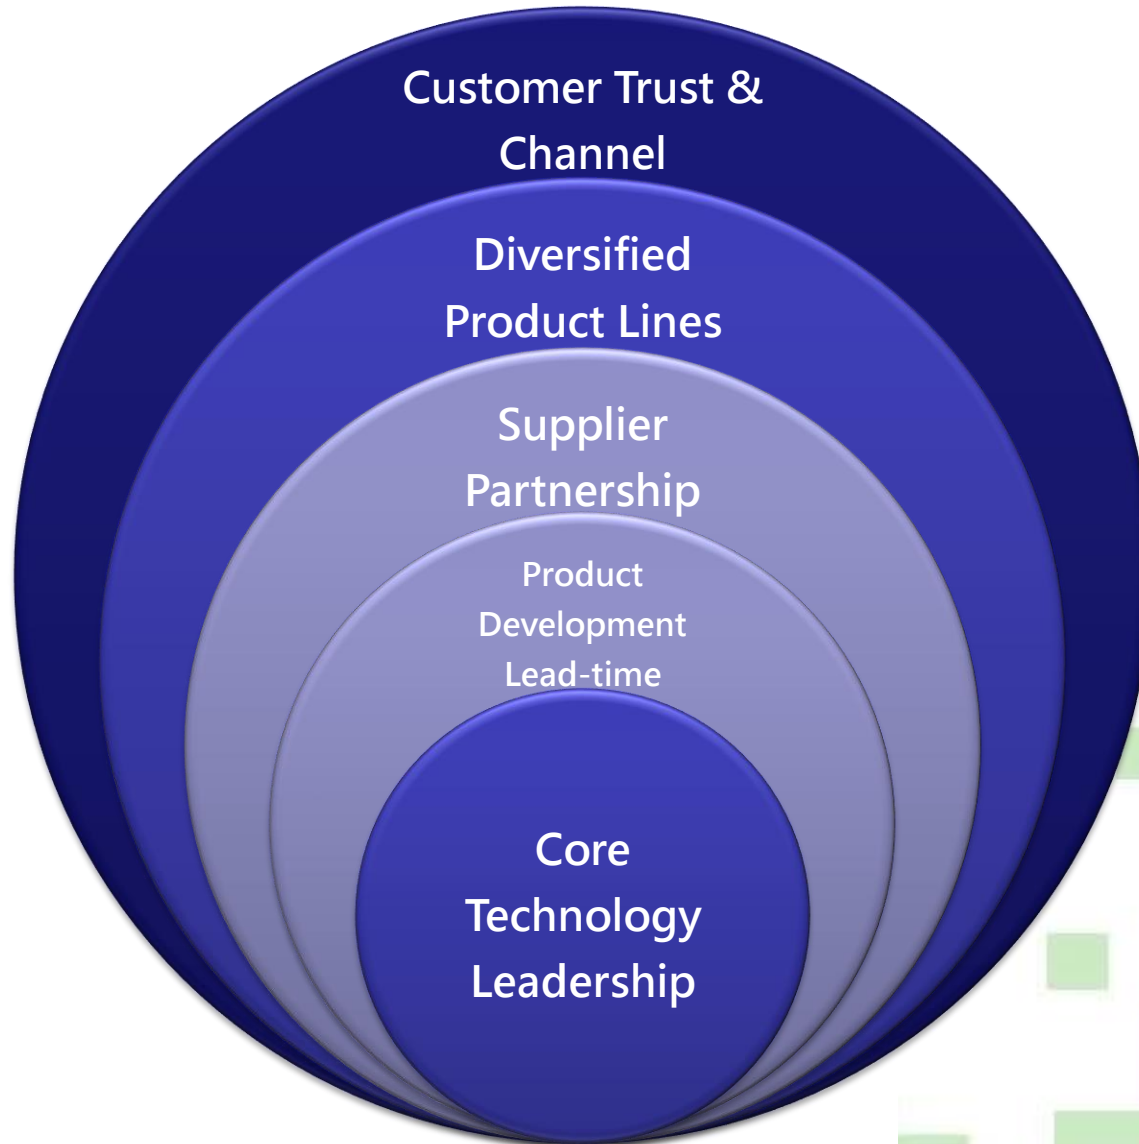 Customer Trust &
Channel
Diversified
Product Lines
Supplier
Partnership
Product
Development
Lead-time
Core
Technology
Leadership